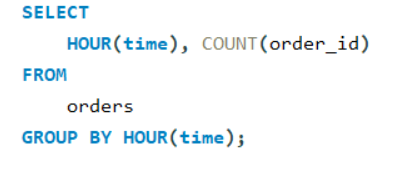 SELECT
    HOUR(time), COUNT(order_id)
FROM
    orders
GROUP BY HOUR(time);